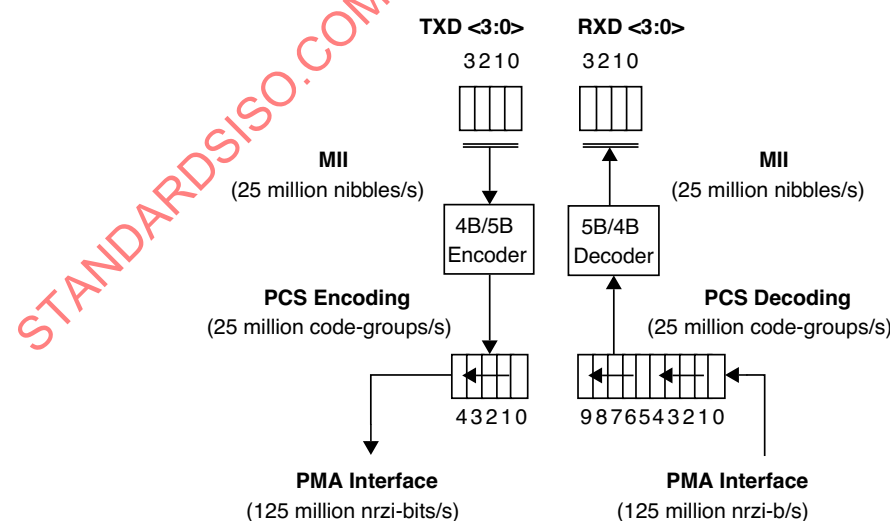 TXD <3:0> RXD <3:0>
3210 3210
MII MII
(25 million nibbles/s) (25 million nibbles/s)
4B/5B 5B/4B
Encoder Decoder
PCS Encoding PCS Decoding
(25 million code-groups/s) (25 million code-groups/s)
43210 9876543210
PMA Interface PMA Interface
(125 million nrzi-bits/s) (125 million nrzi-b/s)
STANDARDSISO.COM